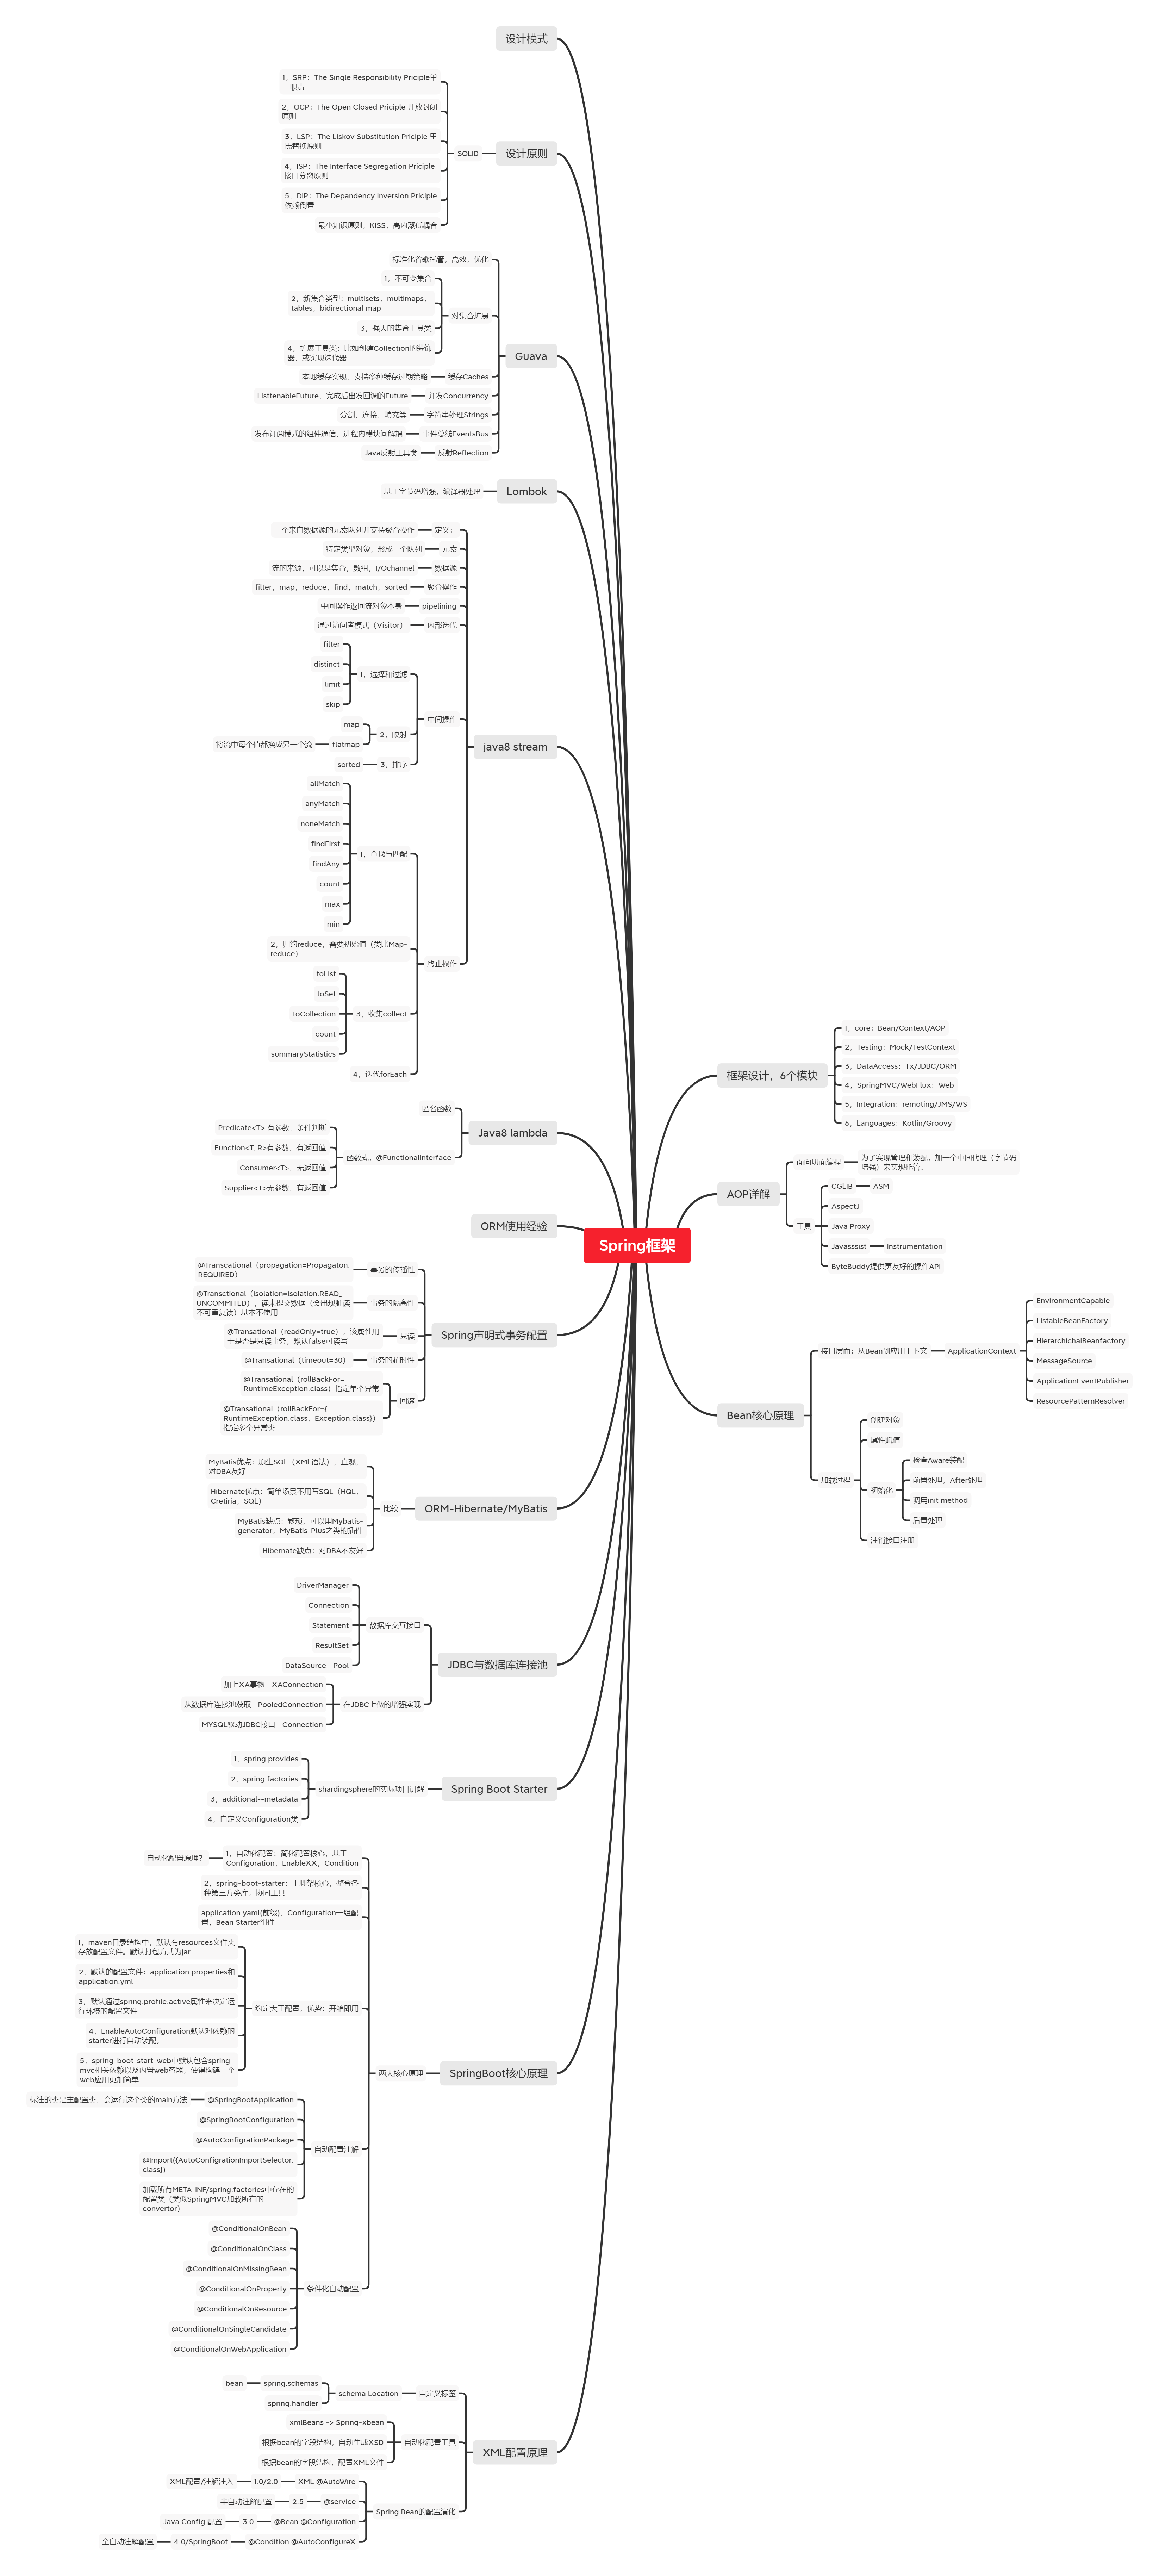 设计模式
1，SRP：The Single Responsibility Priciple单
一职责
2，OCP：The Open Closed Priciple 开放封闭
原则
3，LSP：The Liskov Substitution Priciple 里
氏替换原则
4，ISP：The Interface Segregation Priciple
接口分离原则
5，DIP：The Depandency Inversion Priciple
依赖倒置
最小知识原则，KISS，高内聚低耦合
SOLID
设计原则
标准化谷歌托管，高效，优化
1，不可变集合
2，新集合类型：multisets，multimaps，
tables，bidirectional map
3，强大的集合工具类
4，扩展工具类：比如创建Collection的装饰
器，或实现迭代器
对集合扩展
本地缓存实现，支持多种缓存过期策略
缓存Caches
ListtenableFuture，完成后出发回调的Future
并发Concurrency
分割，连接，填充等
字符串处理Strings
发布订阅模式的组件通信，进程内模块间解耦
事件总线EventsBus
Java反射工具类
反射Reflection
Guava
基于字节码增强，编译器处理
Lombok
一个来自数据源的元素队列并支持聚合操作
定义：
特定类型对象，形成一个队列
元素
流的来源，可以是集合，数组，I/Ochannel
数据源
filter，map，reduce，find，match，sorted
聚合操作
中间操作返回流对象本身
pipelining
通过访问者模式（Visitor）
内部迭代
filter
distinct
limit
skip
1，选择和过滤
map
将流中每个值都换成另一个流
flatmap
2，映射
sorted
3，排序
中间操作
allMatch
anyMatch
noneMatch
findFirst
findAny
count
max
min
1，查找与匹配
2，归约reduce，需要初始值（类比Map-
reduce）
toList
toSet
toCollection
count
summaryStatistics
3，收集collect
4，迭代forEach
终止操作
java8 stream
匿名函数
Predicate<T> 有参数，条件判断
Function<T, R>有参数，有返回值
Consumer<T>，无返回值
Supplier<T>无参数，有返回值
函数式，@FunctionalInterface
Java8 lambda
ORM使用经验
@Transcational（propagation=Propagaton.
REQUIRED）
事务的传播性
@Transctional（isolation=isolation.READ_
UNCOMMITED），读未提交数据（会出现脏读
不可重复读）基本不使用
事务的隔离性
@Transational（readOnly=true），该属性用
于是否是只读事务，默认false可读写
只读
@Transational（timeout=30）
事务的超时性
@Transational（rollBackFor=
RuntimeException.class）指定单个异常
@Transational（rollBackFor={
RuntimeException.class，Exception.class}）
指定多个异常类
回滚
Spring声明式事务配置
MyBatis优点：原生SQL（XML语法），直观，
对DBA友好
Hibernate优点：简单场景不用写SQL（HQL，
Cretiria，SQL）
MyBatis缺点：繁琐，可以用Mybatis-
generator，MyBatis-Plus之类的插件
Hibernate缺点：对DBA不友好
比较
ORM-Hibernate/MyBatis
DriverManager
Connection
Statement
ResultSet
DataSource--Pool
数据库交互接口
加上XA事物--XAConnection
从数据库连接池获取--PooledConnection
MYSQL驱动JDBC接口--Connection
在JDBC上做的增强实现
JDBC与数据库连接池
1，spring.provides
2，spring.factories
3，additional--metadata
4，自定义Configuration类
shardingsphere的实际项目讲解
Spring Boot Starter
自动化配置原理？
1，自动化配置：简化配置核心，基于
Configuration，EnableXX，Condition
2，spring-boot-starter：手脚架核心，整合各
种第三方类库，协同工具
application.yaml(前缀)，Configuration一组配
置，Bean Starter组件
1，maven目录结构中，默认有resources文件夹
存放配置文件。默认打包方式为jar
2，默认的配置文件：application.properties和
application.yml
3，默认通过spring.profile.active属性来决定运
行环境的配置文件
4，EnableAutoConfiguration默认对依赖的
starter进行自动装配。
5，spring-boot-start-web中默认包含spring-
mvc相关依赖以及内置web容器，使得构建一个
web应用更加简单
约定大于配置，优势：开箱即用
标注的类是主配置类，会运行这个类的main方法
@SpringBootApplication
@SpringBootConfiguration
@AutoConfigrationPackage
@Import({AutoConfigrationImportSelector.
class})
加载所有META-INF/spring.factories中存在的
配置类（类似SpringMVC加载所有的
convertor）
自动配置注解
@ConditionalOnBean
@ConditionalOnClass
@ConditionalOnMissingBean
@ConditionalOnProperty
@ConditionalOnResource
@ConditionalOnSingleCandidate
@ConditionalOnWebApplication
条件化自动配置
两大核心原理
SpringBoot核心原理
bean
spring.schemas
spring.handler
schema Location
自定义标签
xmlBeans -> Spring-xbean
根据bean的字段结构，自动生成XSD
根据bean的字段结构，配置XML文件
自动化配置工具
XML配置/注解注入
1.0/2.0
XML @AutoWire
半自动注解配置
2.5
@service
Java Config 配置
3.0
@Bean @Configuration
全自动注解配置
4.0/SpringBoot
@Condition @AutoConfigureX
Spring Bean的配置演化
XML配置原理
Spring框架
框架设计，6个模块
1，core：Bean/Context/AOP
2，Testing：Mock/TestContext
3，DataAccess：Tx/JDBC/ORM
4，SpringMVC/WebFlux：Web
5，Integration：remoting/JMS/WS
6，Languages：Kotlin/Groovy
AOP详解
面向切面编程
为了实现管理和装配，加一个中间代理（字节码
增强）来实现托管。
工具
CGLIB
ASM
AspectJ
Java Proxy
Javasssist
Instrumentation
ByteBuddy提供更友好的操作API
Bean核心原理
接口层面：从Bean到应用上下文
ApplicationContext
EnvironmentCapable
ListableBeanFactory
HierarchichalBeanfactory
MessageSource
ApplicationEventPublisher
ResourcePatternResolver
加载过程
创建对象
属性赋值
初始化
检查Aware装配
前置处理，After处理
调用init method
后置处理
注销接口注册